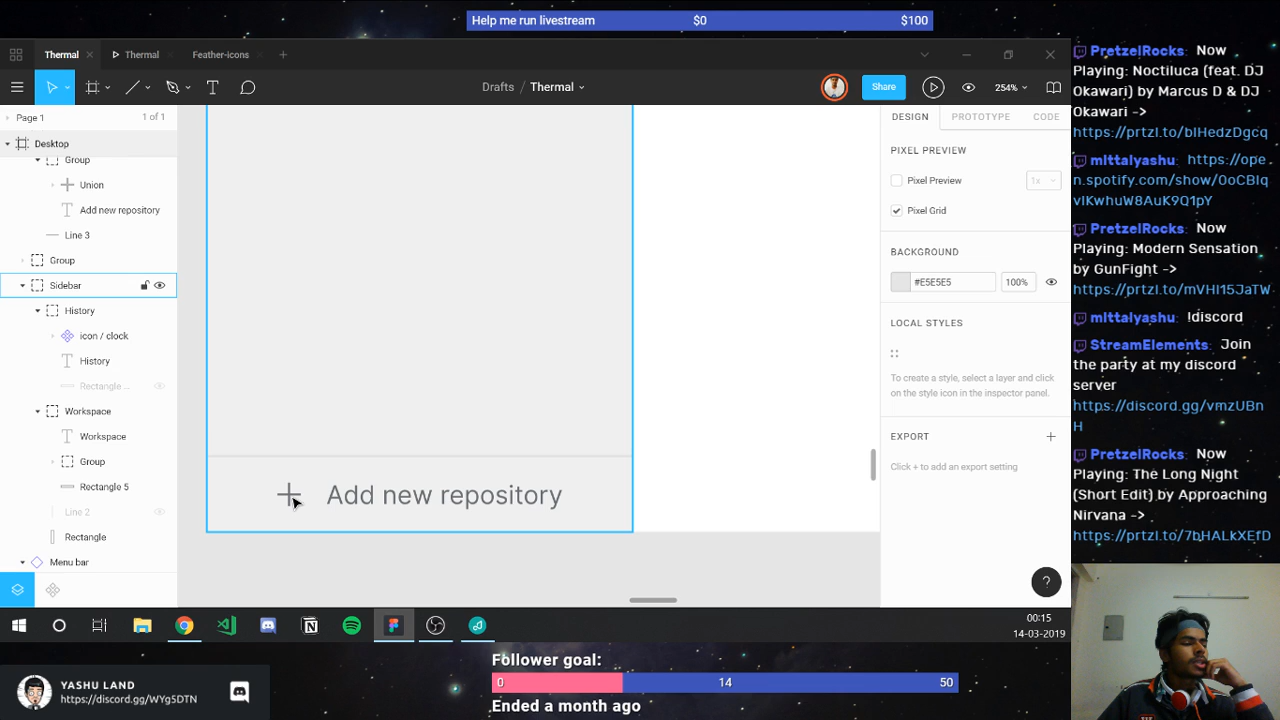 Help me run livestream $0 $100
Thermal Thermal Feather-icons
Drafts / Thermal
Share
254%
Page 1 1 of 1
Desktop
Group
Union
Add new repository
Line 3
Group
Sidebar
History
icon / clock
History
Rectangle ...
Workspace
Workspace
Group
Rectangle 5
Line 2
Rectangle
Menu bar
Add new repository
DESIGN PROTOTYPE CODE
PIXEL PREVIEW
Pixel Preview 1x
Pixel Grid
BACKGROUND
#E5E5E5 100%
LOCAL STYLES
To create a style, select a layer and click
on the style icon in the inspector panel.
EXPORT
Click + to add an export setting
?
PretzelRocks: Now
Playing: Noctiluca (feat. DJ
Okawari) by Marcus D & DJ
Okawari ->
https://prtzl.to/blHedzDgcq
mittalyashu: https://ope
n.spotify.com/show/0oCBlq
vlKwhuW8AuK9Q1pY
PretzelRocks: Now
Playing: Modern Sensation
by GunFight ->
https://prtzl.to/mVHl15JaTW
mittalyashu: !discord
StreamElements: Join
the party at my discord
server
https://discord.gg/vmzUBn
H
PretzelRocks: Now
Playing: The Long Night
(Short Edit) by Approaching
Nirvana ->
https://prtzl.to/7bHALkXEfD
00:15
14-03-2019
YASHU LAND
https://discord.gg/WYg5DTN
Follower goal:
0 14 50
Ended a month ago